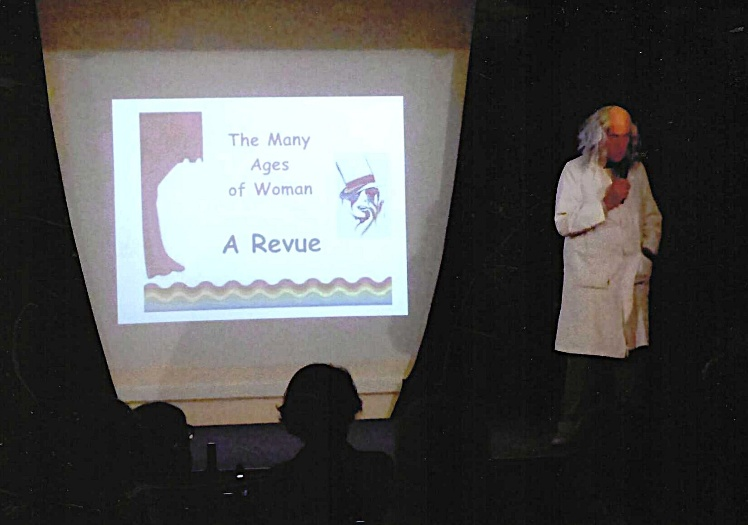 The Many
Ages
of Woman
A Revue